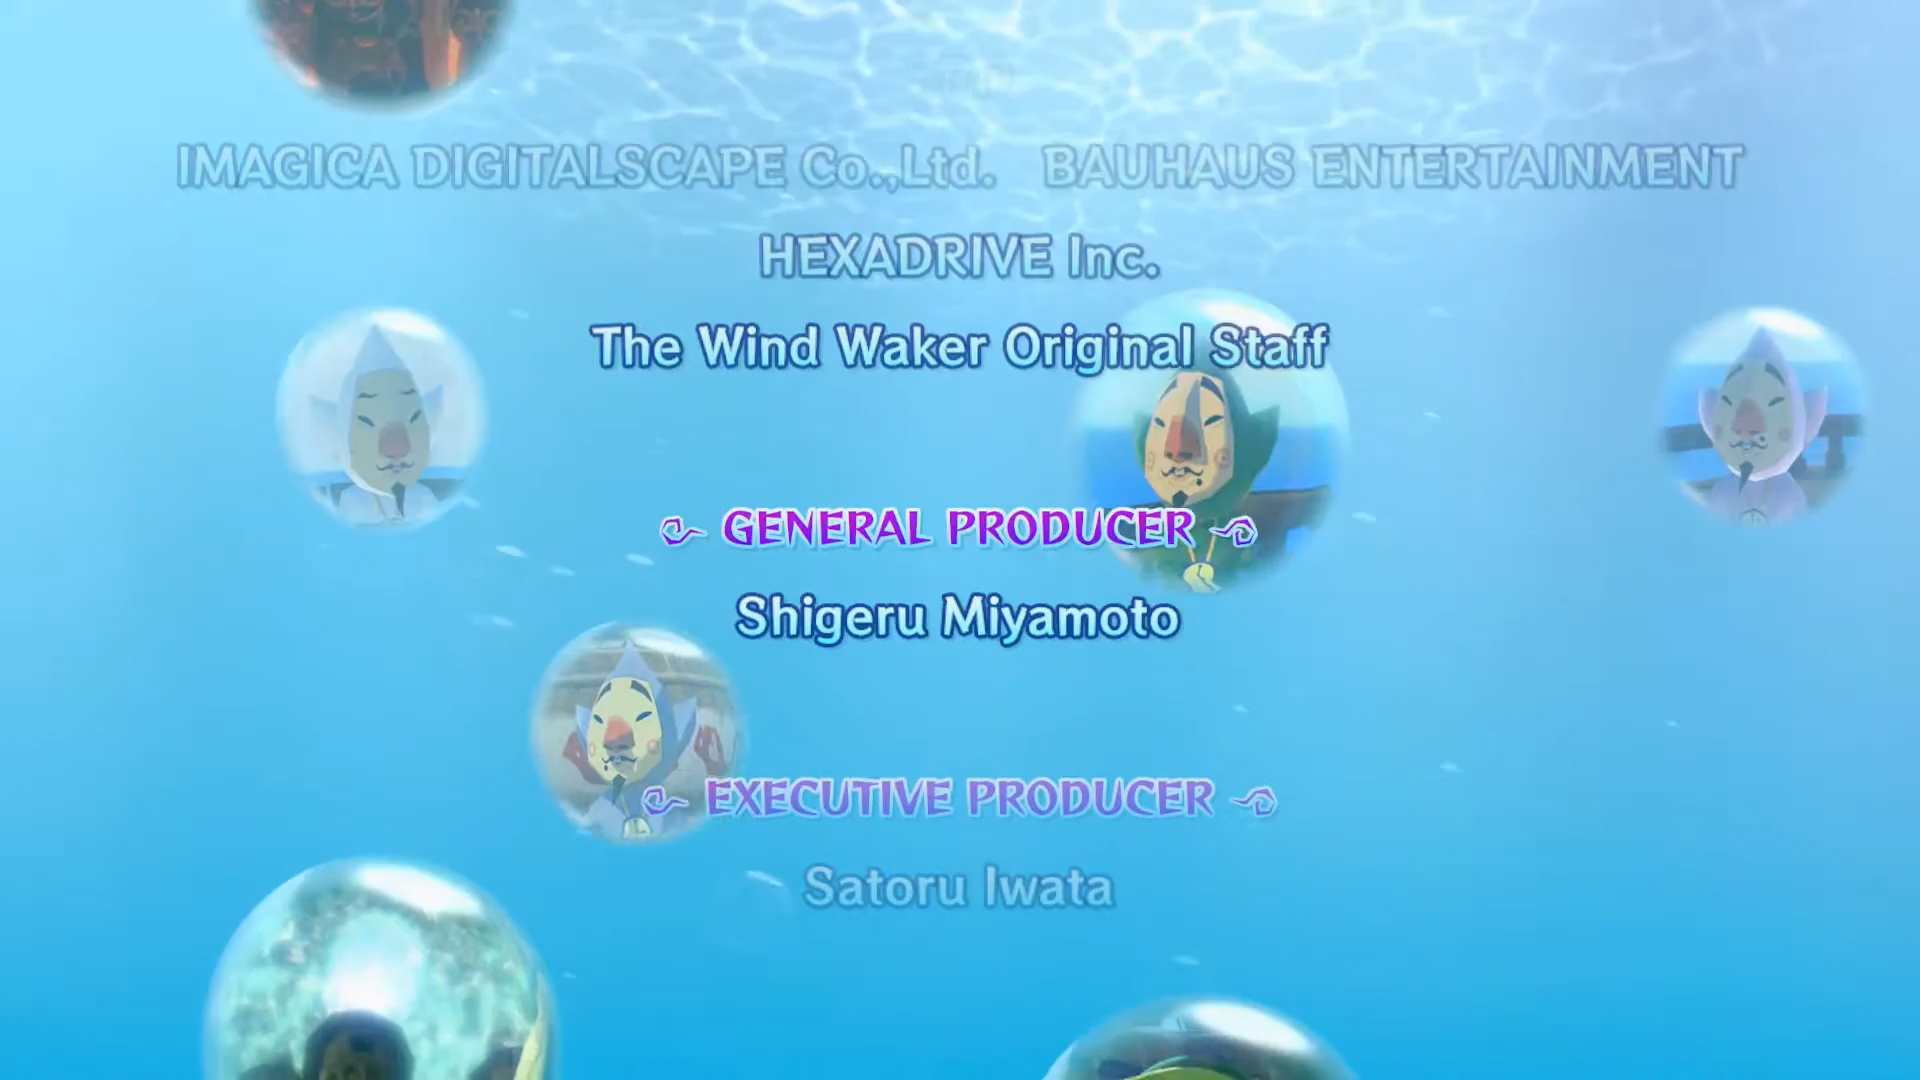 IMAGICA DIGITALSCAPE Co.,Ltd. BAUHAUS ENTERTAINMENT
HEXADRIVE Inc.
The Wind Waker Original Staff
GENERAL PRODUCER
Shigeru Miyamoto
EXECUTIVE PRODUCER
Satoru Iwata